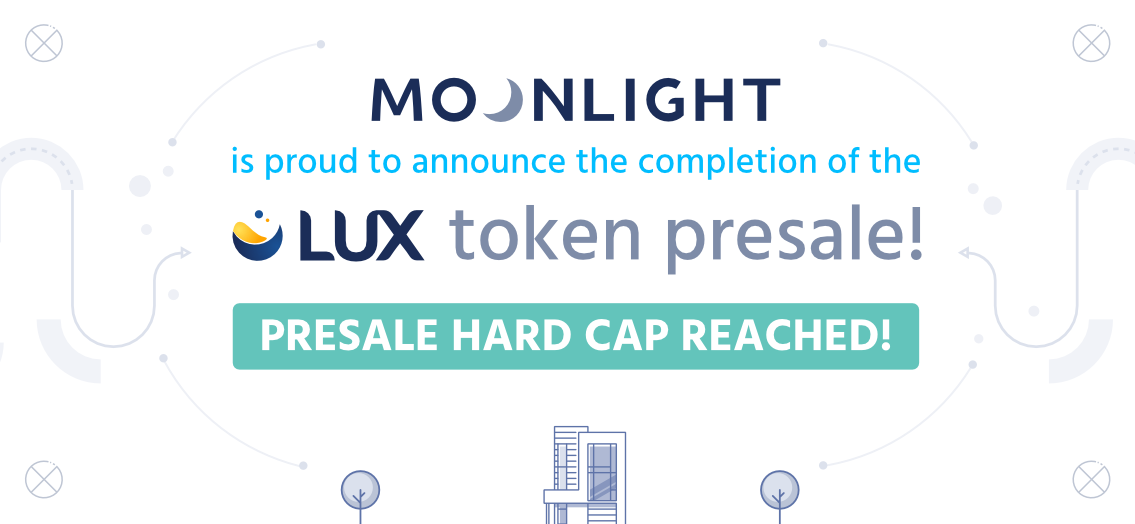 MOONLIGHT
is proud to announce the completion of the
LUX token presale!
PRESALE HARD CAP REACHED!